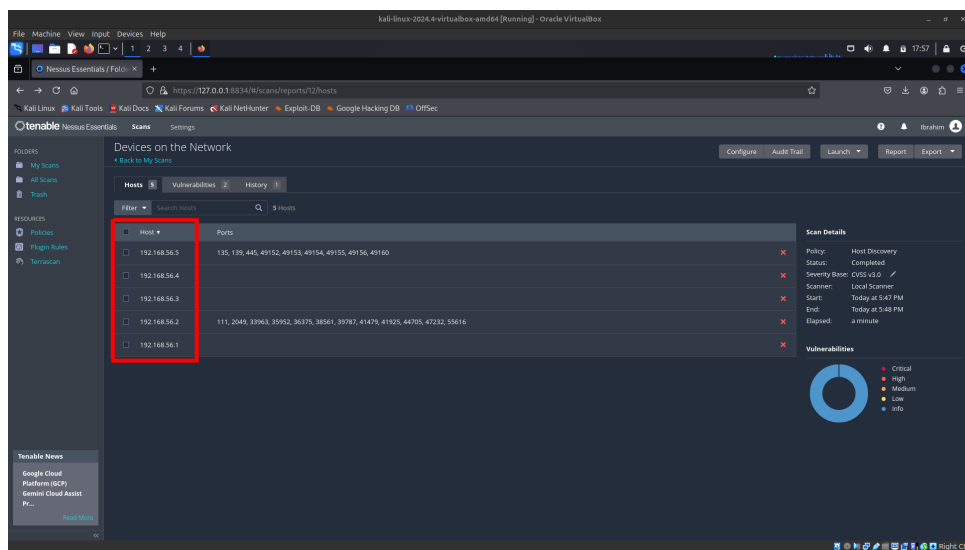 kali-linux-2024.4-virtualbox-amd64 [Running] - Oracle VirtualBox
File Machine View Input Devices Help
1 2 3 4 17:57
Nessus Essentials / Folde
https://127.0.0.1:8834/#/scans/reports/12/hosts
Kali Linux Kali Tools Kali Docs Kali Forums Kali NetHunter Exploit-DB Google Hacking DB OffSec
tenable Nessus Essentials Scans Settings Ibrahim
FOLDERS
My Scans
All Scans
Trash
RESOURCES
Policies
Plugin Rules
Terrascan
Devices on the Network
Back to My Scans
Configure Audit Trail Launch Report Export
Hosts 5 Vulnerabilities 2 History 1
Filter Search Hosts 5 Hosts
Host Ports
192.168.56.5 135, 139, 445, 49152, 49153, 49154, 49155, 49156, 49160
192.168.56.4
192.168.56.3
192.168.56.2 111, 2049, 33963, 35952, 36375, 38561, 39787, 41479, 41925, 44705, 47232, 55616
192.168.56.1
Scan Details
Policy: Host Discovery
Status: Completed
Severity Base: CVSS v3.0
Scanner: Local Scanner
Start: Today at 5:47 PM
End: Today at 5:48 PM
Elapsed: a minute
Vulnerabilities
Critical
High
Medium
Low
Info
Tenable News
Google Cloud
Platform (GCP)
Gemini Cloud Assist
Pr...
Read More
Right C